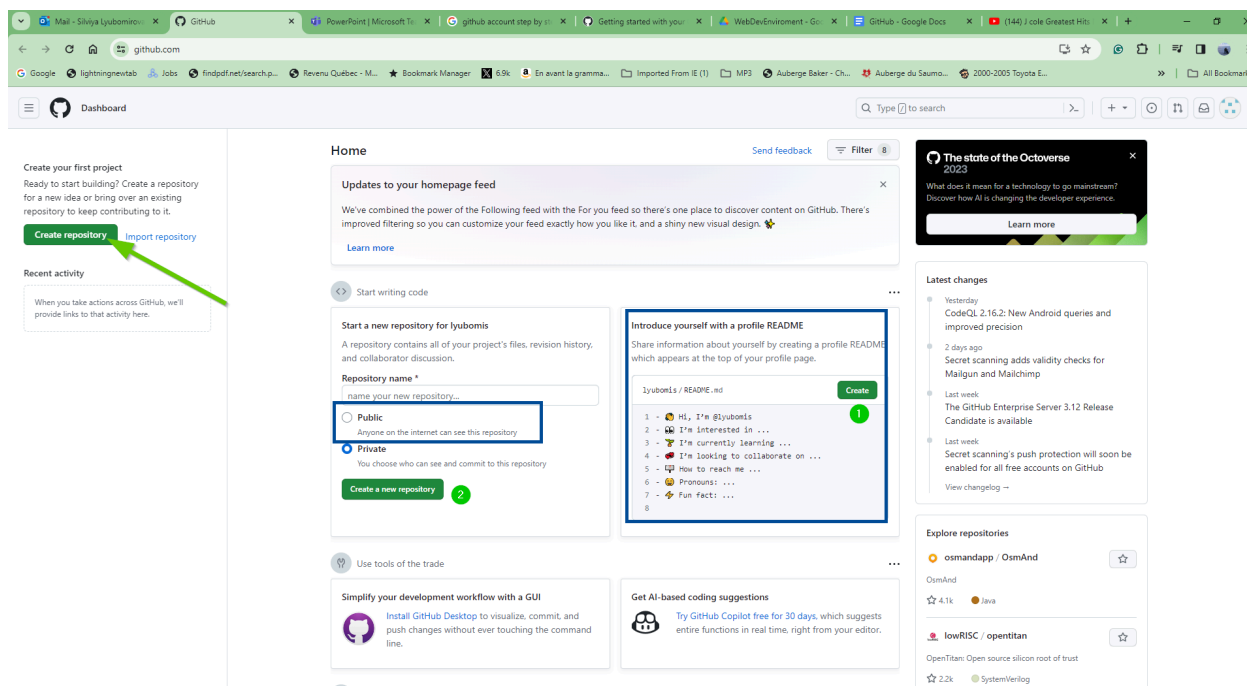 Mail - Silviya Lyubomirova
GitHub
PowerPoint | Microsoft Te
github account step by st
Getting started with your
WebDevEnviroment - Goo
GitHub - Google Docs
(144) J cole Greatest Hits
github.com
Google
lightningnewtab
Jobs
findpdf.net/search.p...
Revenu Québec - M...
Bookmark Manager
6.9k
En avant la gramma...
Imported From IE (1)
MP3
Auberge Baker - Ch...
Auberge du Saumo...
2000-2005 Toyota E...
»
All Bookmark
Dashboard
Type / to search
Create your first project
Ready to start building? Create a repository
for a new idea or bring over an existing
repository to keep contributing to it.
Create repository
Import repository
Recent activity
When you take actions across GitHub, we'll
provide links to that activity here.
Home
Send feedback
Filter 8
Updates to your homepage feed
We've combined the power of the Following feed with the For you feed so there's one place to discover content on GitHub. There's
improved filtering so you can customize your feed exactly how you like it, and a shiny new visual design. ✨
Learn more
Start writing code
Start a new repository for lyubomis
A repository contains all of your project's files, revision history,
and collaborator discussion.
Repository name *
name your new repository...
Public
Anyone on the internet can see this repository
Private
You choose who can see and commit to this repository
Create a new repository
2
Introduce yourself with a profile README
Share information about yourself by creating a profile README
which appears at the top of your profile page.
lyubomis / README.md
Create
1
1 - 👋 Hi, I'm @lyubomis
2 - 👀 I'm interested in ...
3 - 🌱 I'm currently learning ...
4 - 💞️ I'm looking to collaborate on ...
5 - 📫 How to reach me ...
6 - 😄 Pronouns: ...
7 - ⚡ Fun fact: ...
8
Use tools of the trade
Simplify your development workflow with a GUI
Install GitHub Desktop to visualize, commit, and
push changes without ever touching the command
line.
Get AI-based coding suggestions
Try GitHub Copilot free for 30 days, which suggests
entire functions in real time, right from your editor.
The state of the Octoverse
2023
What does it mean for a technology to go mainstream?
Discover how AI is changing the developer experience.
Learn more
Latest changes
Yesterday
CodeQL 2.16.2: New Android queries and
improved precision
2 days ago
Secret scanning adds validity checks for
Mailgun and Mailchimp
Last week
The GitHub Enterprise Server 3.12 Release
Candidate is available
Last week
Secret scanning's push protection will soon be
enabled for all free accounts on GitHub
View changelog →
Explore repositories
osmandapp / OsmAnd
OsmAnd
4.1k Java
lowRISC / opentitan
OpenTitan: Open source silicon root of trust
2.2k SystemVerilog